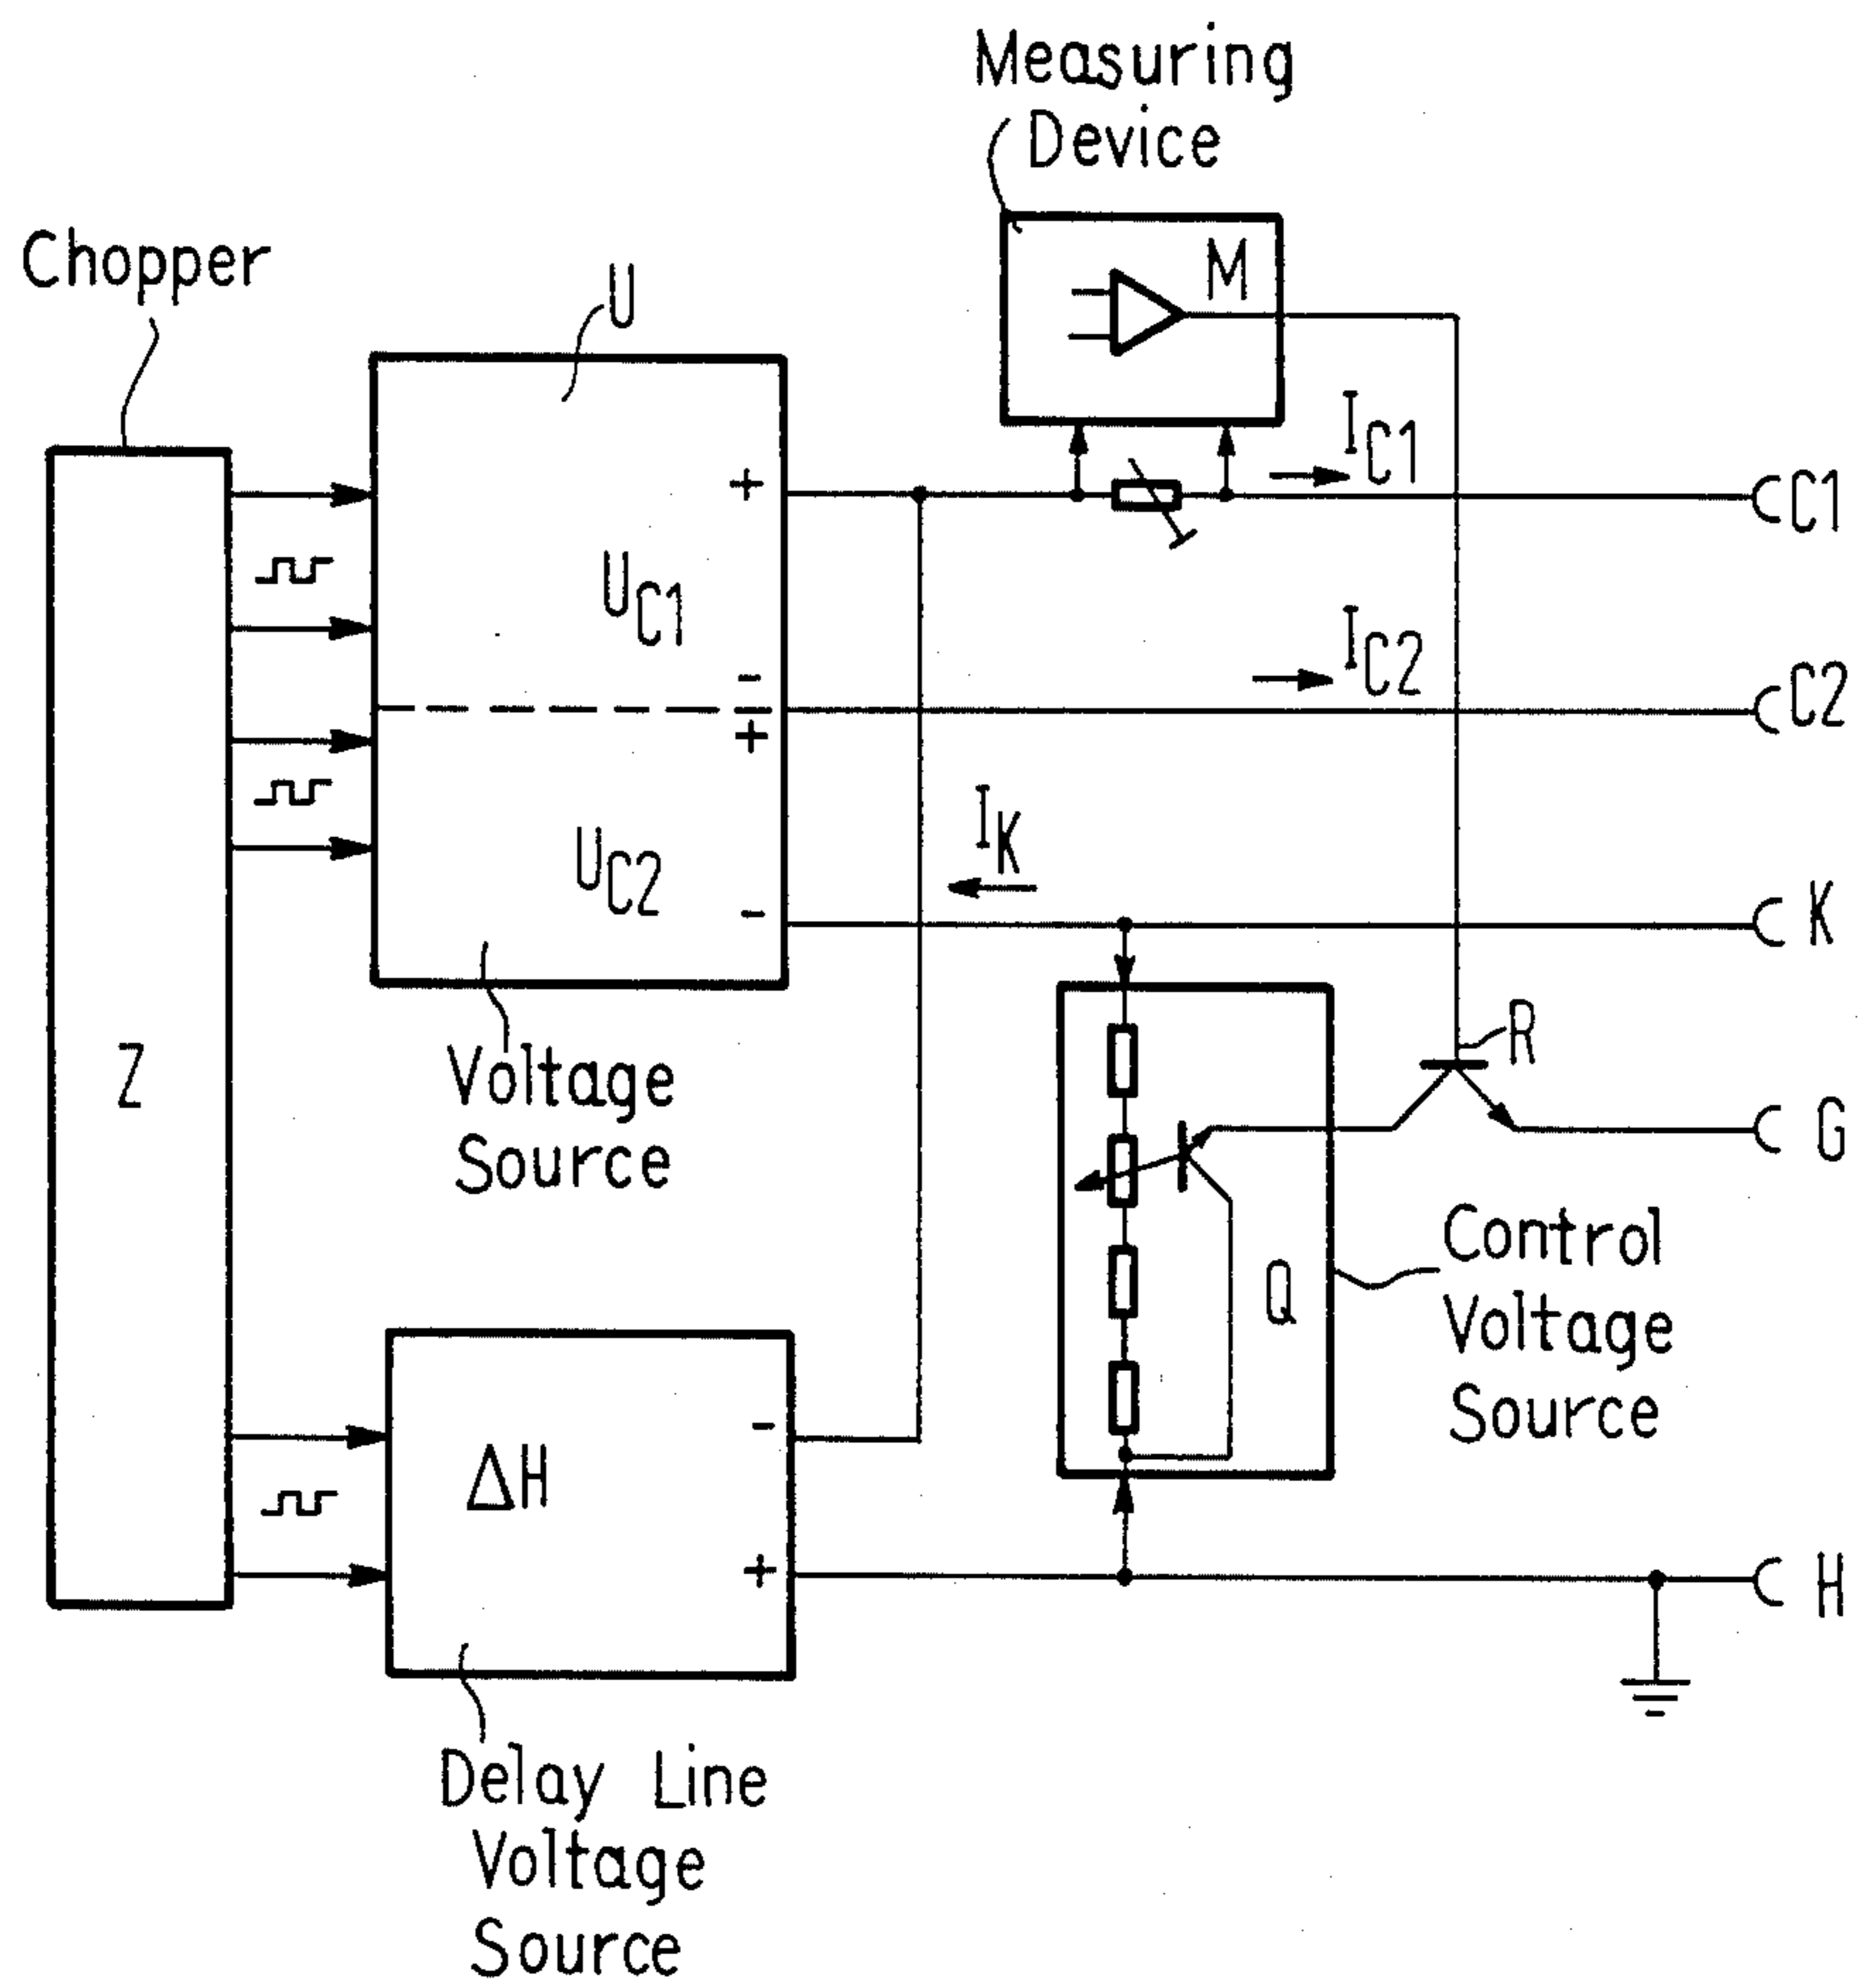 Measuring
Device
Chopper
U
M
I_C1
+
C1
U_C1
I_C2
-
C2
+
I_K
U_C2
-
K
Z
R
Voltage
Source
G
Control
Q
Voltage
Source
-
ΔH
+
H
Delay Line
Voltage
Source